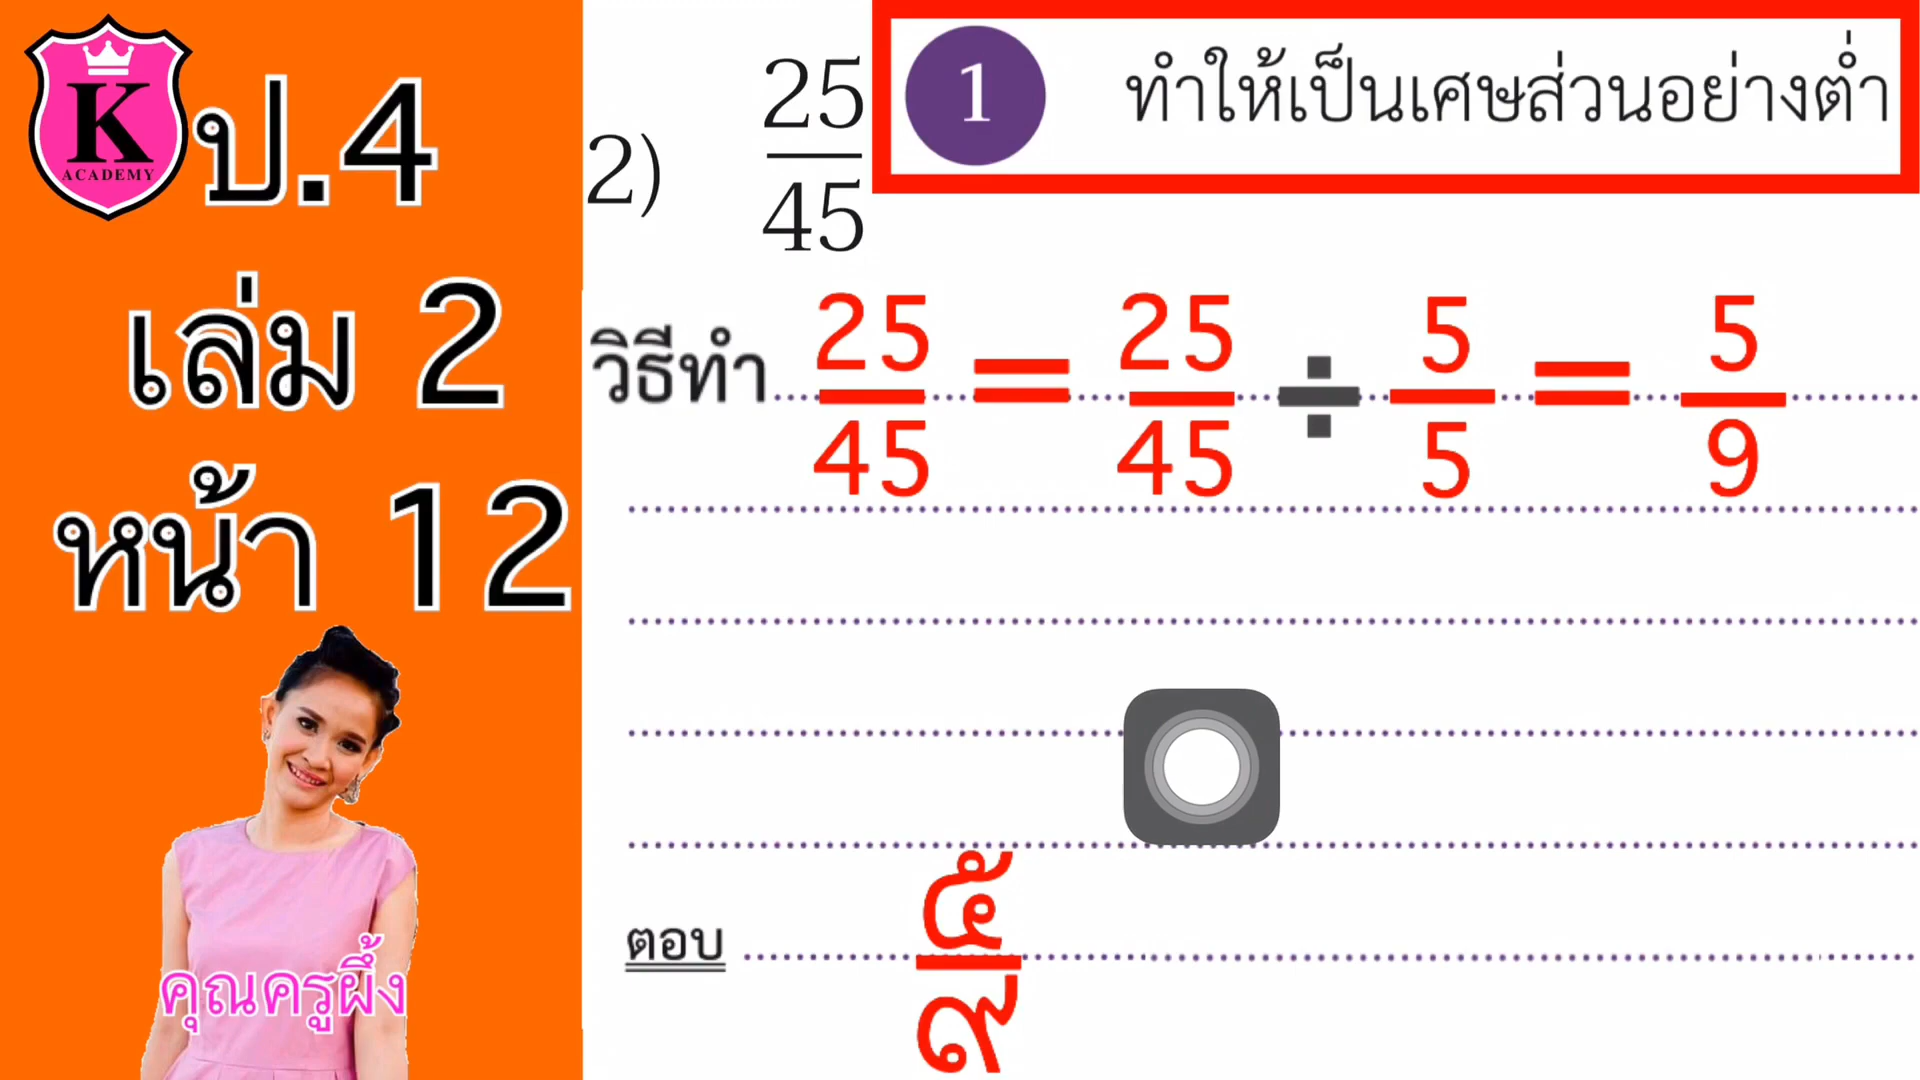 K
ACADEMY
ป.4
เล่ม 2
หน้า 12
คุณครูผึ้ง
1 ทำให้เป็นเศษส่วนอย่างต่ำ
2) 25/45
วิธีทำ 25/45 = 25/45 ÷ 5/5 = 5/9
ตอบ ๕/๙